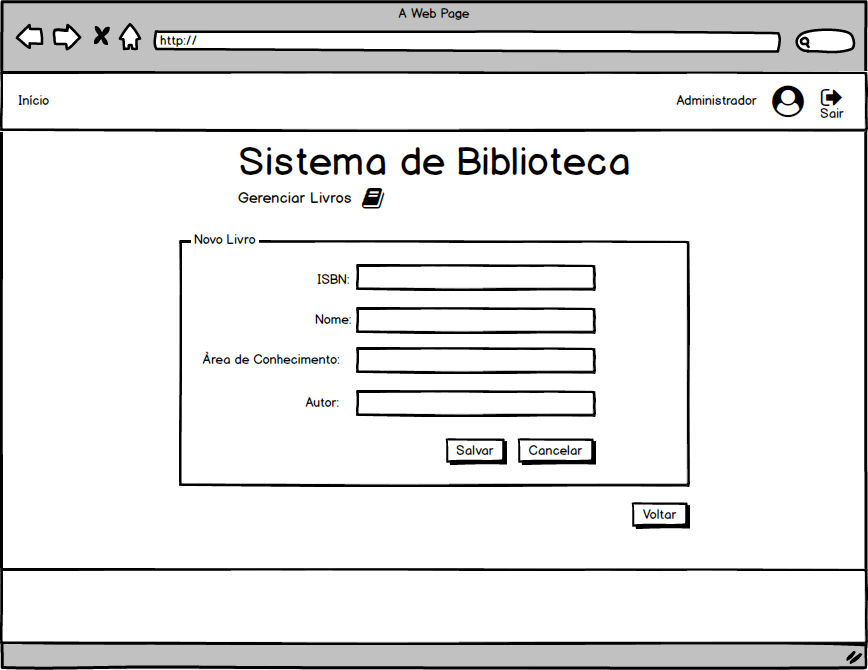 A Web Page
http://
Início
Administrador
Sair
Sistema de Biblioteca
Gerenciar Livros
Novo Livro
ISBN:
Nome:
Área de Conhecimento:
Autor:
Salvar
Cancelar
Voltar